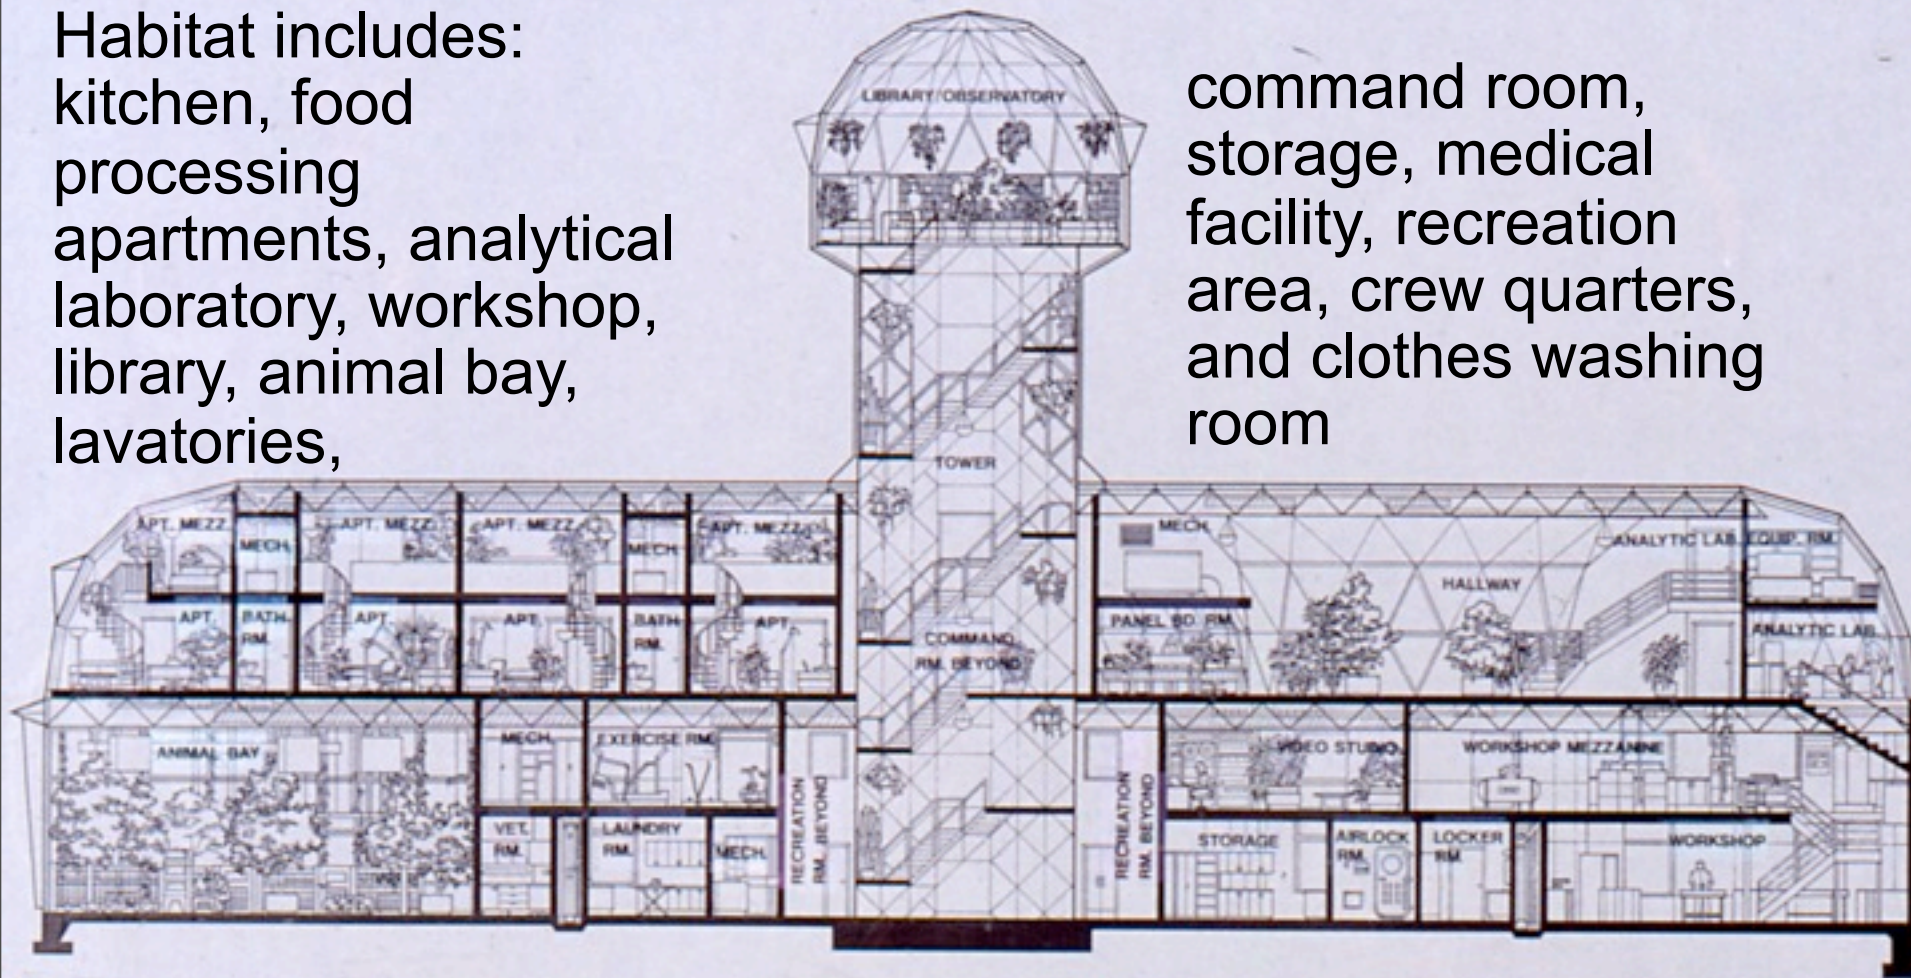 Habitat includes:
kitchen, food
processing
apartments, analytical
laboratory, workshop,
library, animal bay,
lavatories,
command room,
storage, medical
facility, recreation
area, crew quarters,
and clothes washing
room
LIBRARY/OBSERVATORY
TOWER
APT. MEZZ.
MECH.
APT. MEZZ.
APT. MEZZ.
MECH.
APT. MEZZ.
MECH.
ANALYTIC LAB. EQUIP. RM.
HALLWAY
APT.
BATH
RM.
APT.
APT.
BATH
RM.
APT.
COMMAND
RM. BEYOND
PANEL BD. RM.
ANALYTIC LAB.
ANIMAL BAY
MECH.
EXERCISE RM.
RECREATION
RM. BEYOND
RECREATION
RM. BEYOND
VIDEO STUDIO
WORKSHOP MEZZANINE
VET.
RM.
LAUNDRY
RM.
MECH.
STORAGE
AIRLOCK
RM.
LOCKER
RM.
WORKSHOP